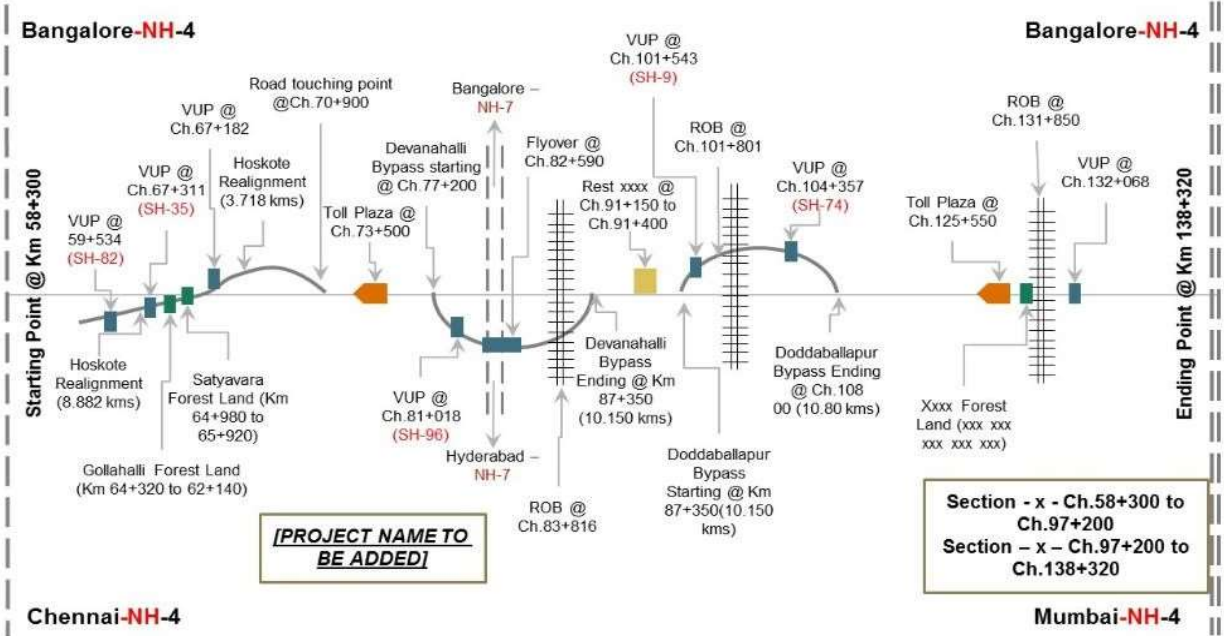 Bangalore-NH-4
Bangalore-NH-4
Starting Point @ Km 58+300
VUP @
59+534
(SH-82)
VUP @
Ch.67+311
(SH-35)
VUP @
Ch.67+182
Hoskote
Realignment
(3.718 kms)
Road touching point
@Ch.70+900
Toll Plaza @
Ch.73+500
Devanahalli
Bypass starting
@ Ch.77+200
Bangalore –
NH-7
Flyover @
Ch.82+590
Rest xxxx @
Ch.91+150 to
Ch.91+400
VUP @
Ch.101+543
(SH-9)
ROB @
Ch.101+801
VUP @
Ch.104+357
(SH-74)
Toll Plaza @
Ch.125+550
ROB @
Ch.131+850
VUP @
Ch.132+068
Ending Point @ Km 138+320
Hoskote
Realignment
(8.882 kms)
Satyavara
Forest Land (Km
64+980 to
65+920)
Gollahalli Forest Land
(Km 64+320 to 62+140)
VUP @
Ch.81+018
(SH-96)
Hyderabad –
NH-7
ROB @
Ch.83+816
Devanahalli
Bypass
Ending @ Km
87+350
(10.150 kms)
Doddaballapur
Bypass
Starting @ Km
87+350(10.150
kms)
Doddaballapur
Bypass Ending
@ Ch.108
00 (10.80 kms)
Xxxx Forest
Land (xxx xxx
xxx xxx xxx)
[PROJECT NAME TO
BE ADDED]
Section - x - Ch.58+300 to
Ch.97+200
Section – x – Ch.97+200 to
Ch.138+320
Chennai-NH-4
Mumbai-NH-4